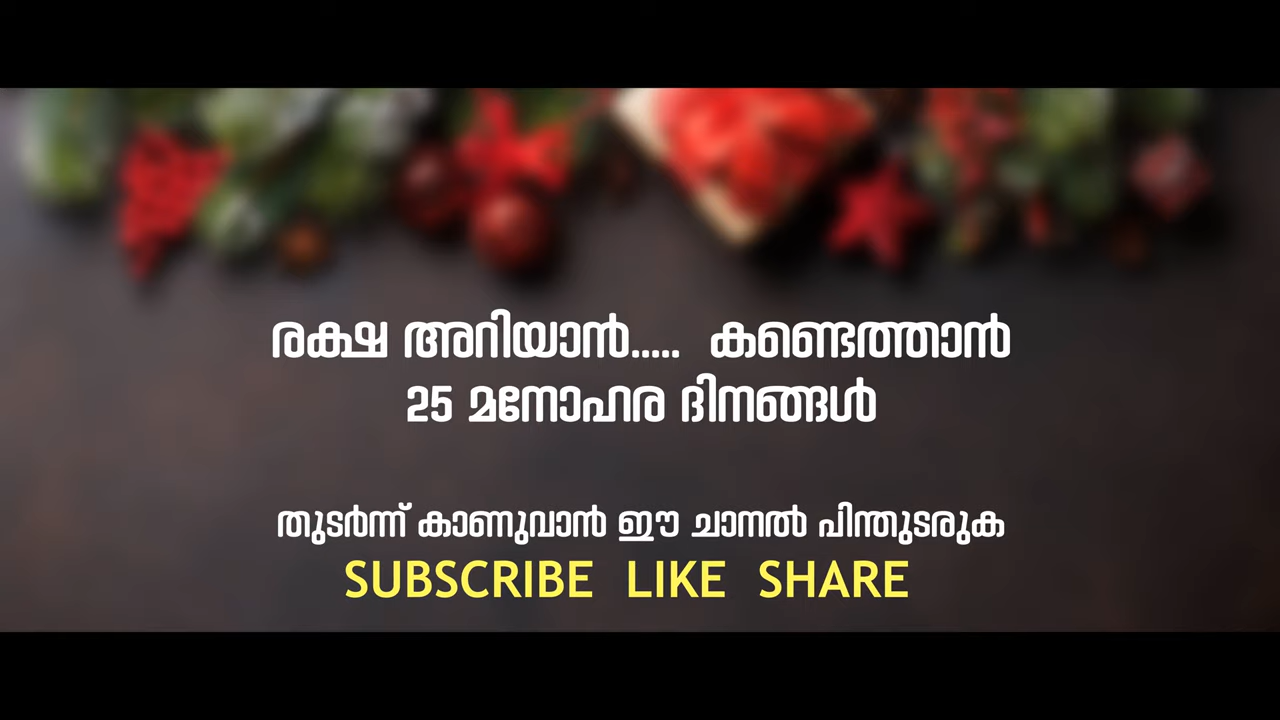 രക്ഷ അറിയാൻ..... കണ്ടെത്താൻ
25 മനോഹര ദിനങ്ങൾ
തുടർന്ന് കാണുവാൻ ഈ ചാനൽ പിന്തുടരുക
SUBSCRIBE LIKE SHARE